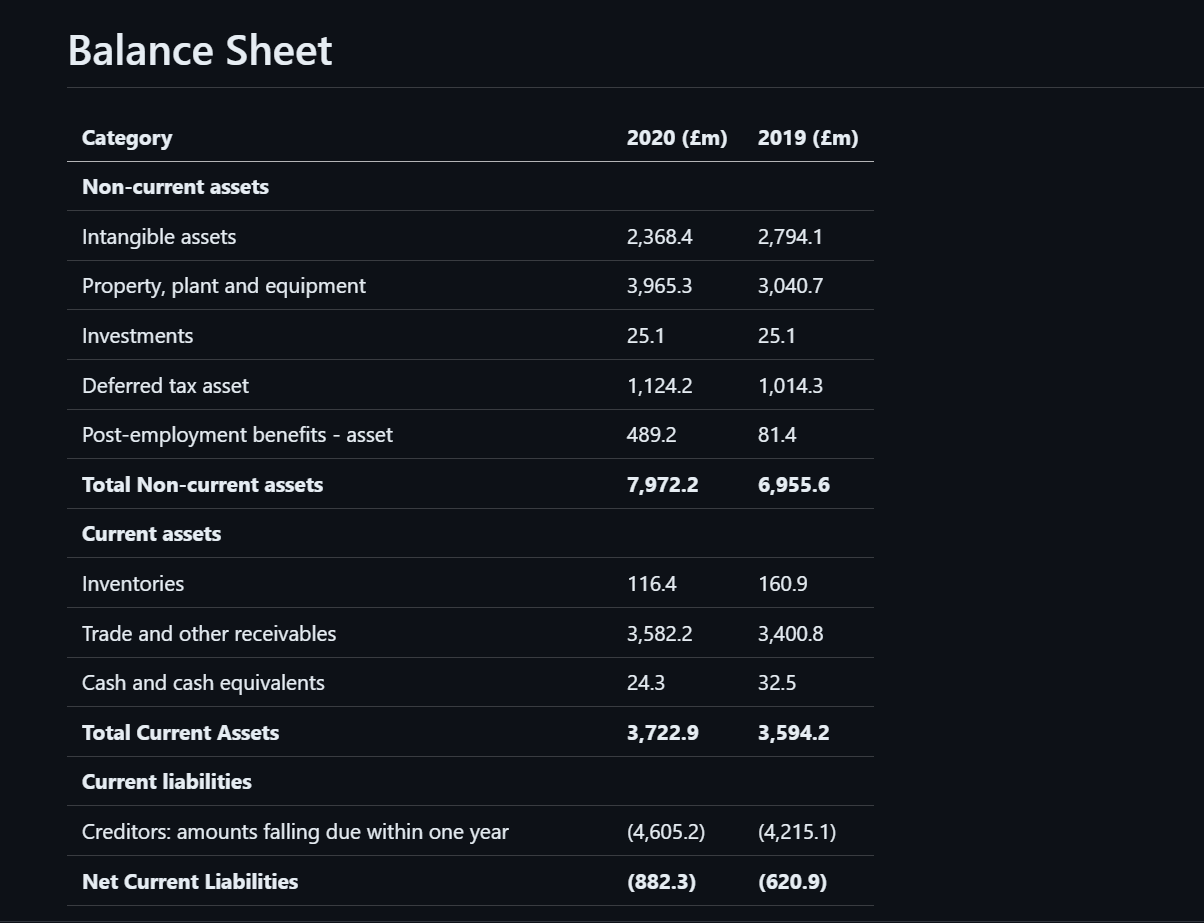 Balance Sheet
Category 2020 (£m) 2019 (£m)
Non-current assets
Intangible assets 2,368.4 2,794.1
Property, plant and equipment 3,965.3 3,040.7
Investments 25.1 25.1
Deferred tax asset 1,124.2 1,014.3
Post-employment benefits - asset 489.2 81.4
Total Non-current assets 7,972.2 6,955.6
Current assets
Inventories 116.4 160.9
Trade and other receivables 3,582.2 3,400.8
Cash and cash equivalents 24.3 32.5
Total Current Assets 3,722.9 3,594.2
Current liabilities
Creditors: amounts falling due within one year (4,605.2) (4,215.1)
Net Current Liabilities (882.3) (620.9)